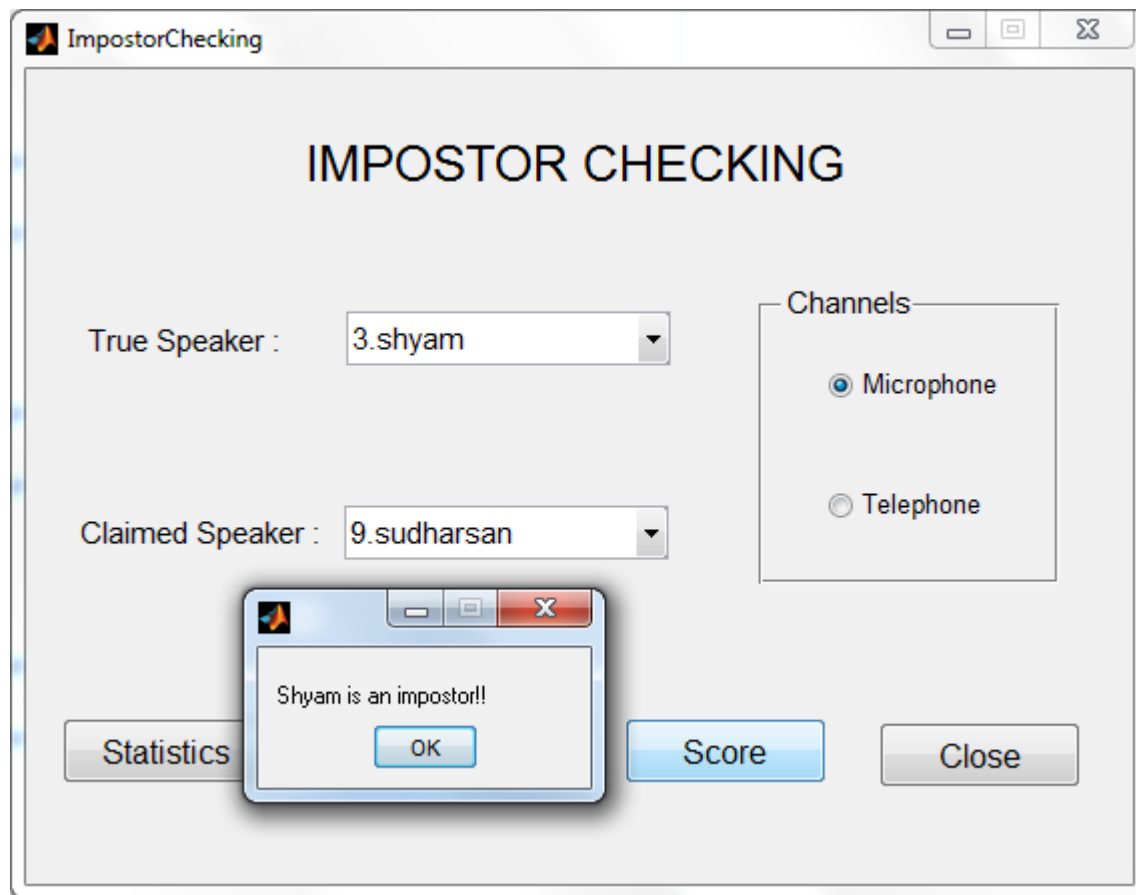 ImpostorChecking
IMPOSTOR CHECKING
True Speaker :
3.shyam
Channels
Microphone
Telephone
Claimed Speaker :
9.sudharsan
Shyam is an impostor!!
OK
Statistics
Score
Close